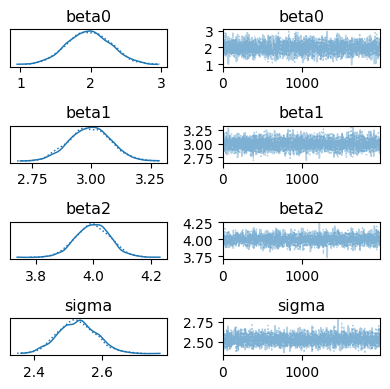 beta0 beta0
3
2
1
1 2 3 0 1000
beta1 beta1
3.25
3.00
2.75
2.75 3.00 3.25 0 1000
beta2 beta2
4.25
4.00
3.75
3.8 4.0 4.2 0 1000
sigma sigma
2.75
2.50
2.4 2.6 0 1000